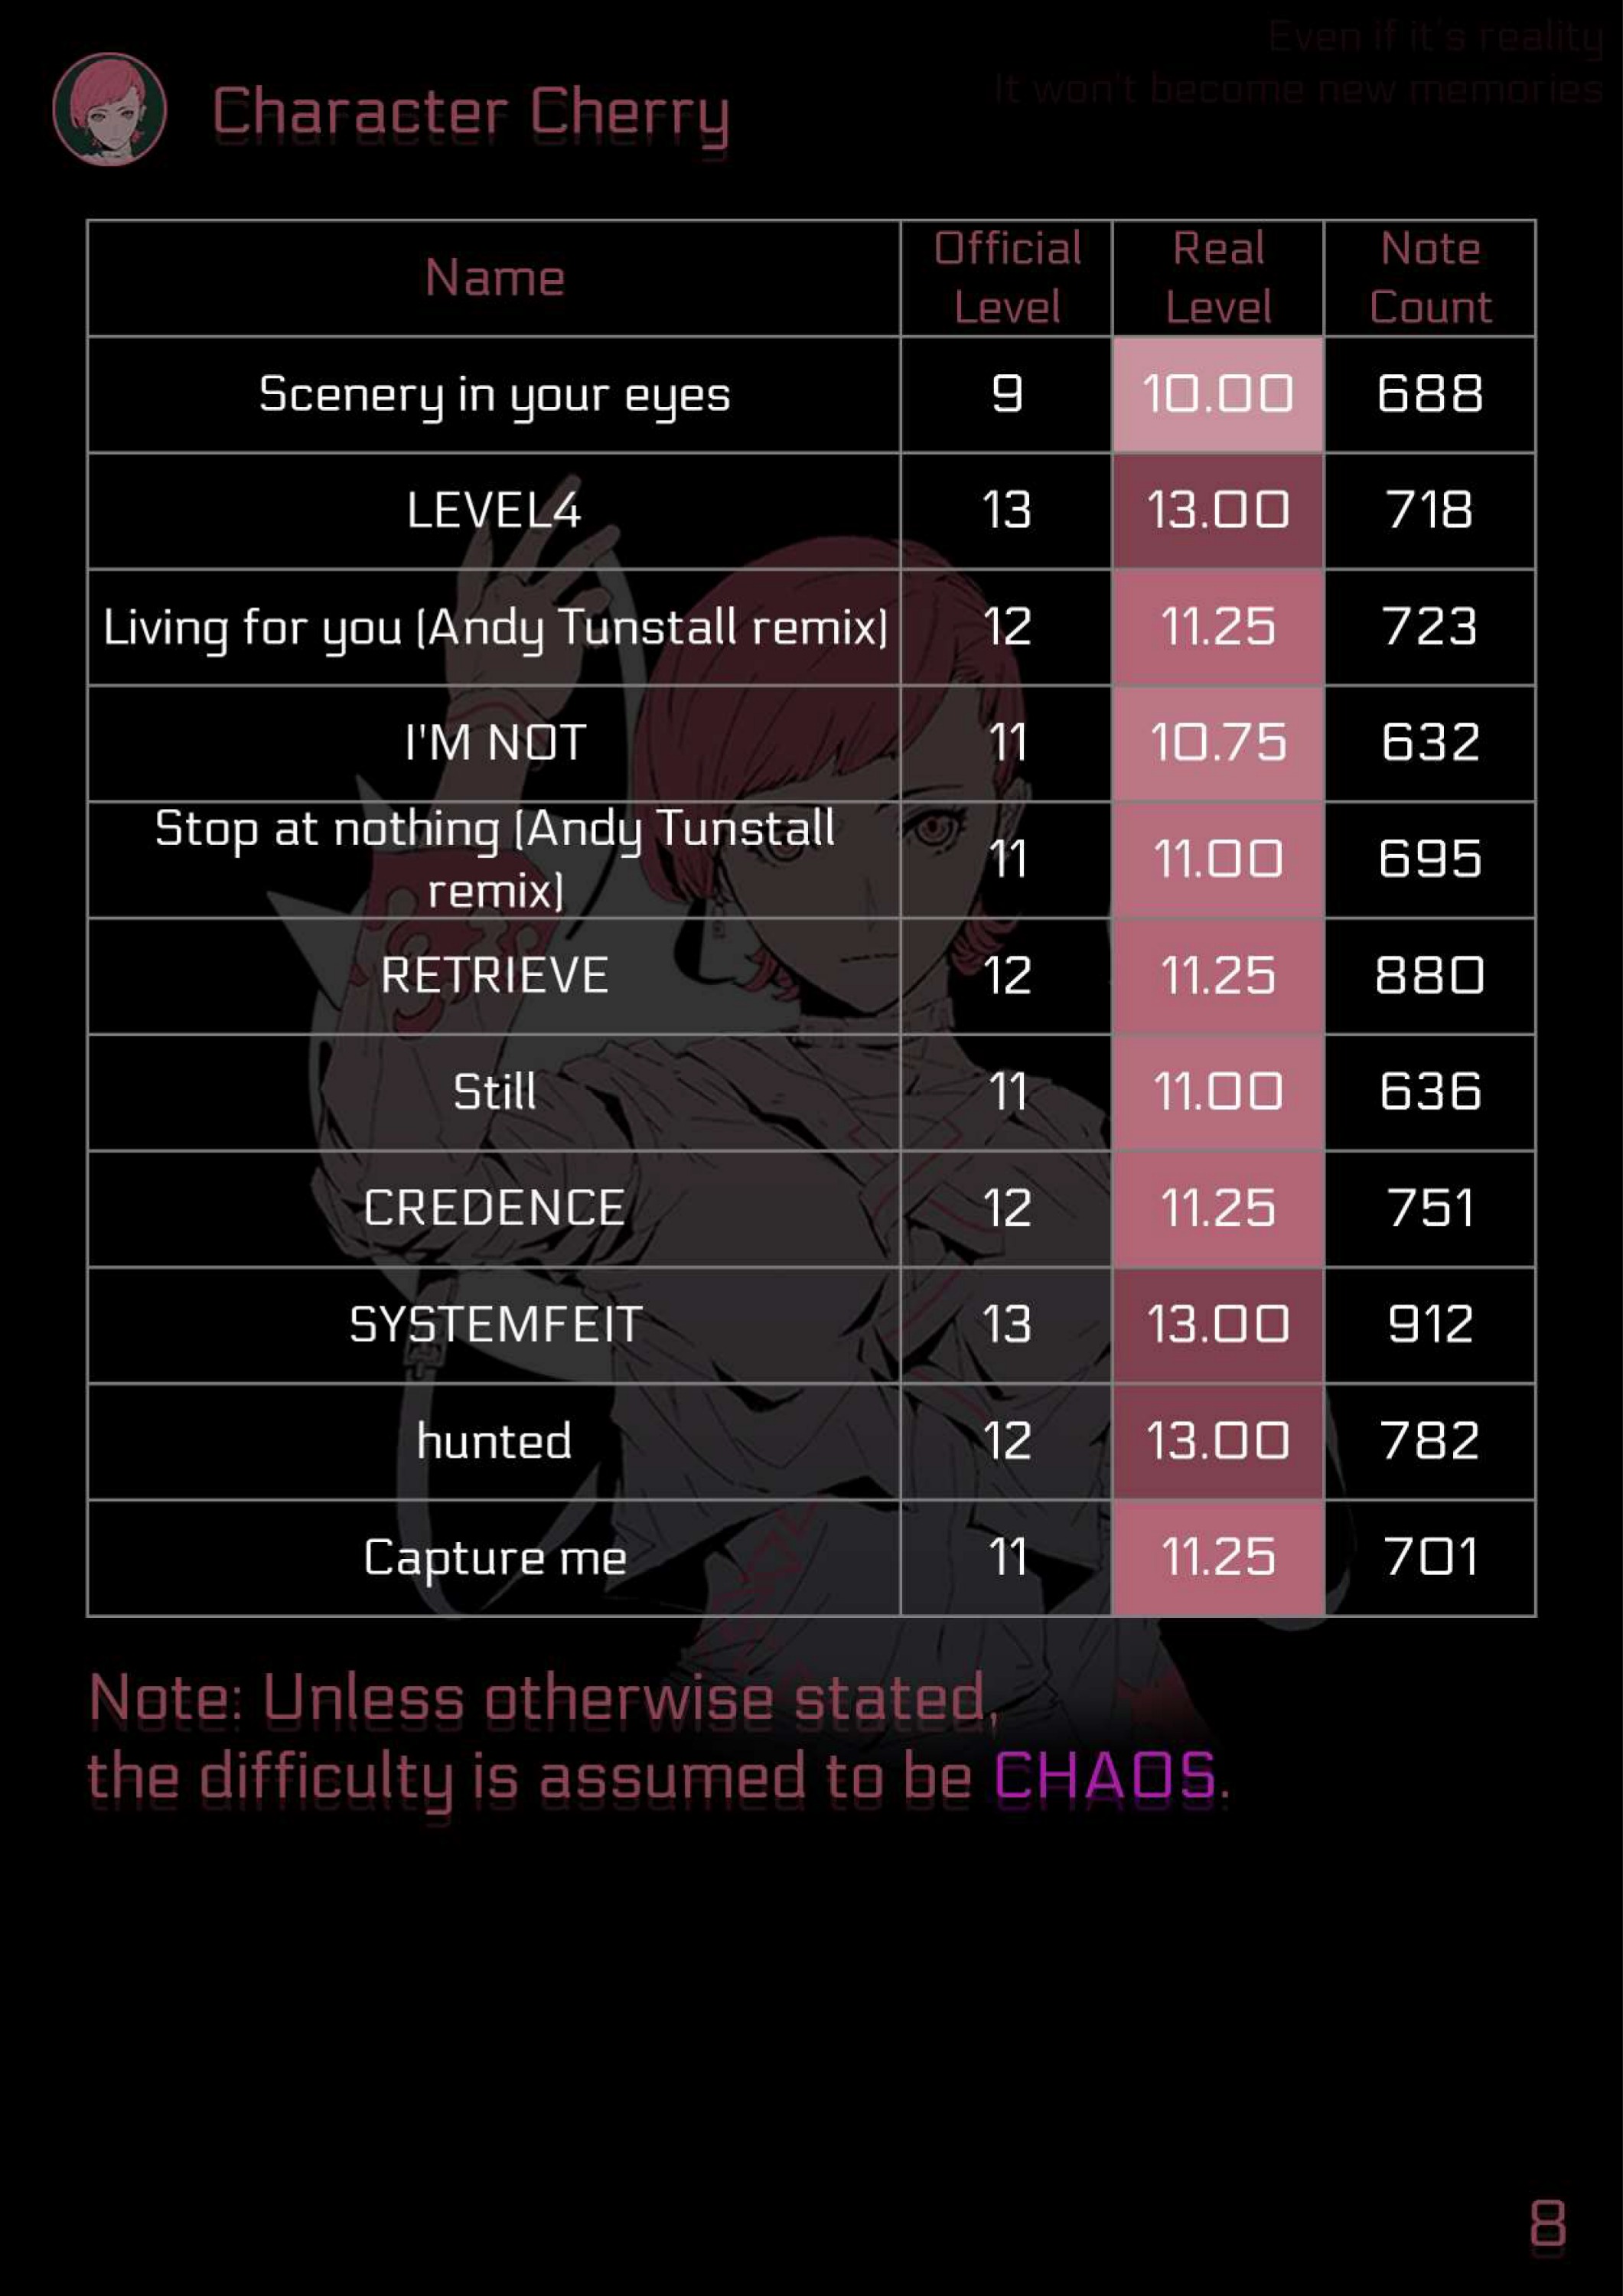 Even if it's reality
It won't become new memories
Character Cherry
Name Official Level Real Level Note Count
Scenery in your eyes 9 10.00 688
LEVEL4 13 13.00 718
Living for you (Andy Tunstall remix) 12 11.25 723
I'M NOT 11 10.75 632
Stop at nothing (Andy Tunstall remix) 11 11.00 695
RETRIEVE 12 11.25 880
Still 11 11.00 636
CREDENCE 12 11.25 751
SYSTEMFEIT 13 13.00 912
hunted 12 13.00 782
Capture me 11 11.25 701
Note: Unless otherwise stated,
the difficulty is assumed to be CHAOS.
8